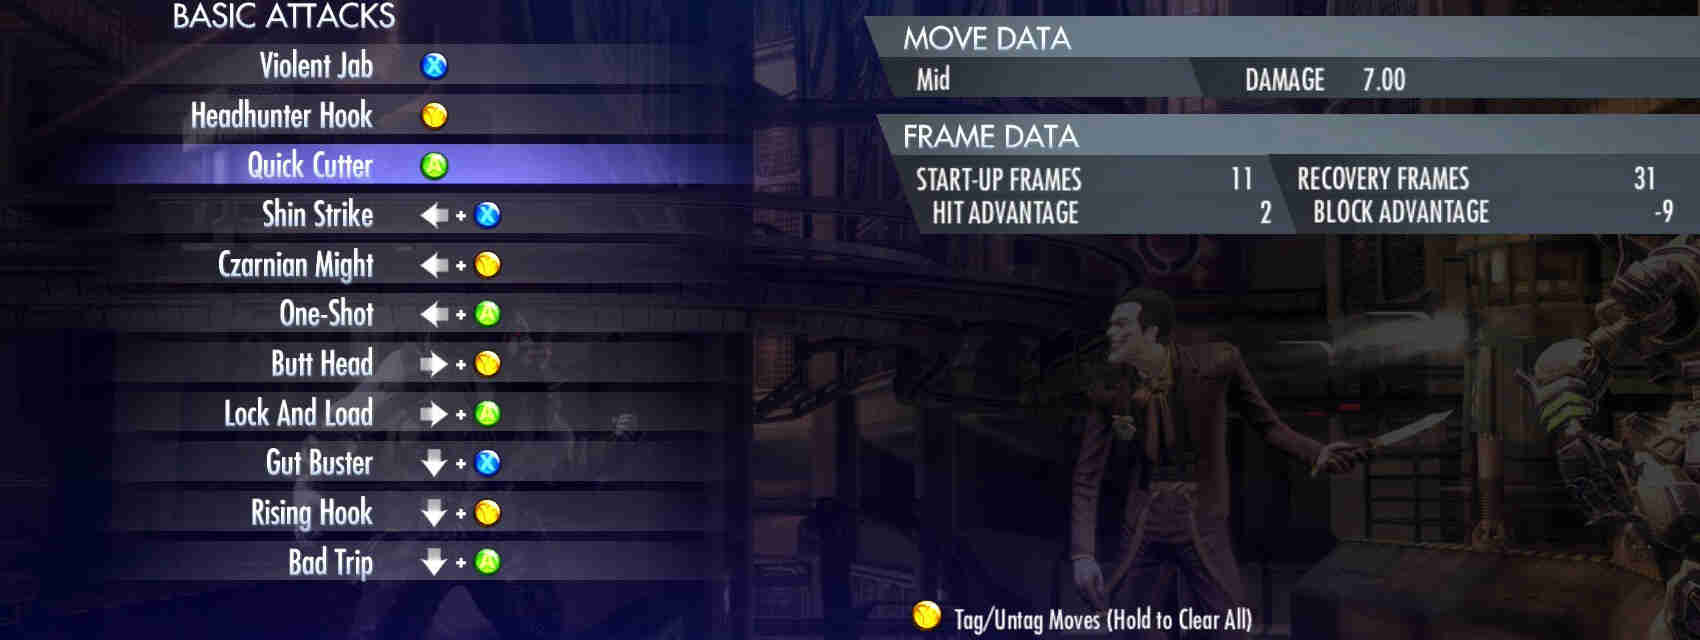 BASIC ATTACKS
Violent Jab X
Headhunter Hook Y
Quick Cutter A
Shin Strike + X
Czarnian Might + Y
One-Shot + A
Butt Head + Y
Lock And Load + A
Gut Buster + X
Rising Hook + Y
Bad Trip + A
MOVE DATA
Mid DAMAGE 7.00
FRAME DATA
START-UP FRAMES 11 RECOVERY FRAMES 31
HIT ADVANTAGE 2 BLOCK ADVANTAGE -9
Y Tag/Untag Moves (Hold to Clear All)